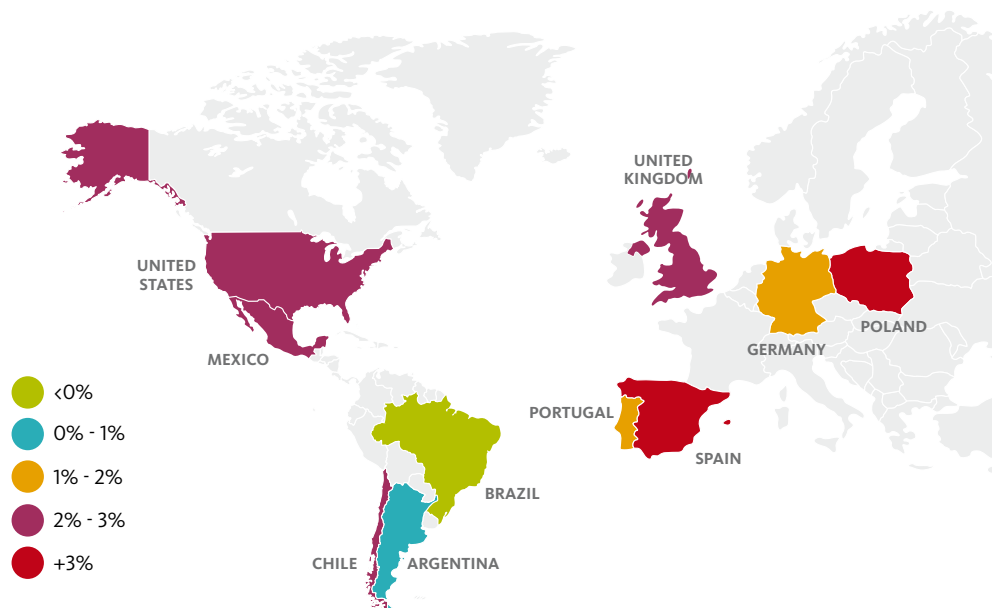 UNITED
KINGDOM
UNITED
STATES
POLAND
GERMANY
MEXICO
<0%
PORTUGAL
0% - 1%
SPAIN
1% - 2%
BRAZIL
2% - 3%
CHILE
ARGENTINA
+3%